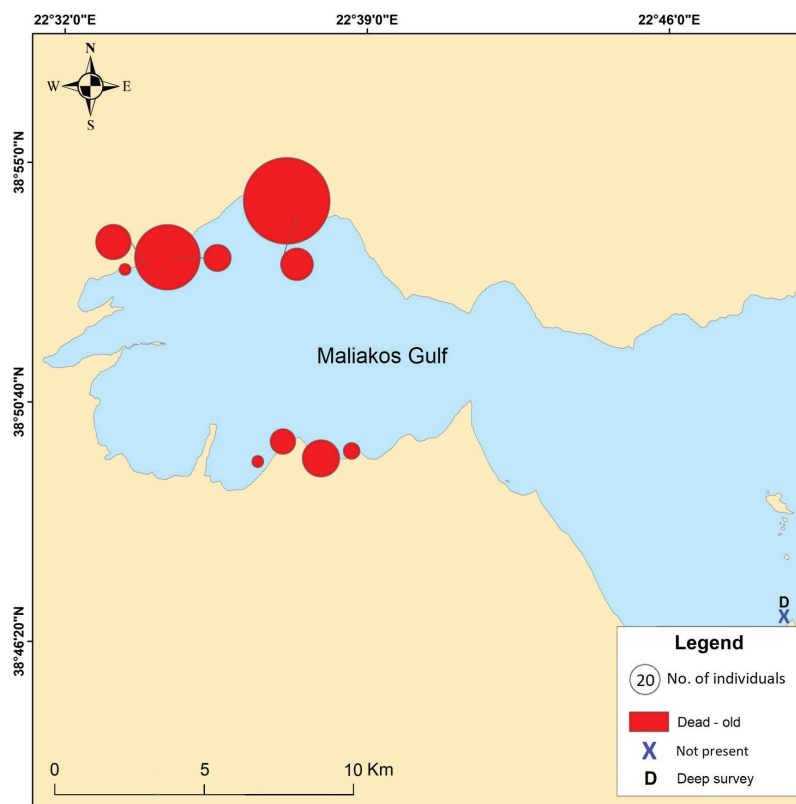 22°32'0"E 22°39'0"E 22°46'0"E
N
W E
S
38°55'0"N
Maliakos Gulf
38°50'40"N
D
X
38°46'20"N
Legend
20 No. of individuals
Dead - old
X Not present
D Deep survey
0 5 10 Km